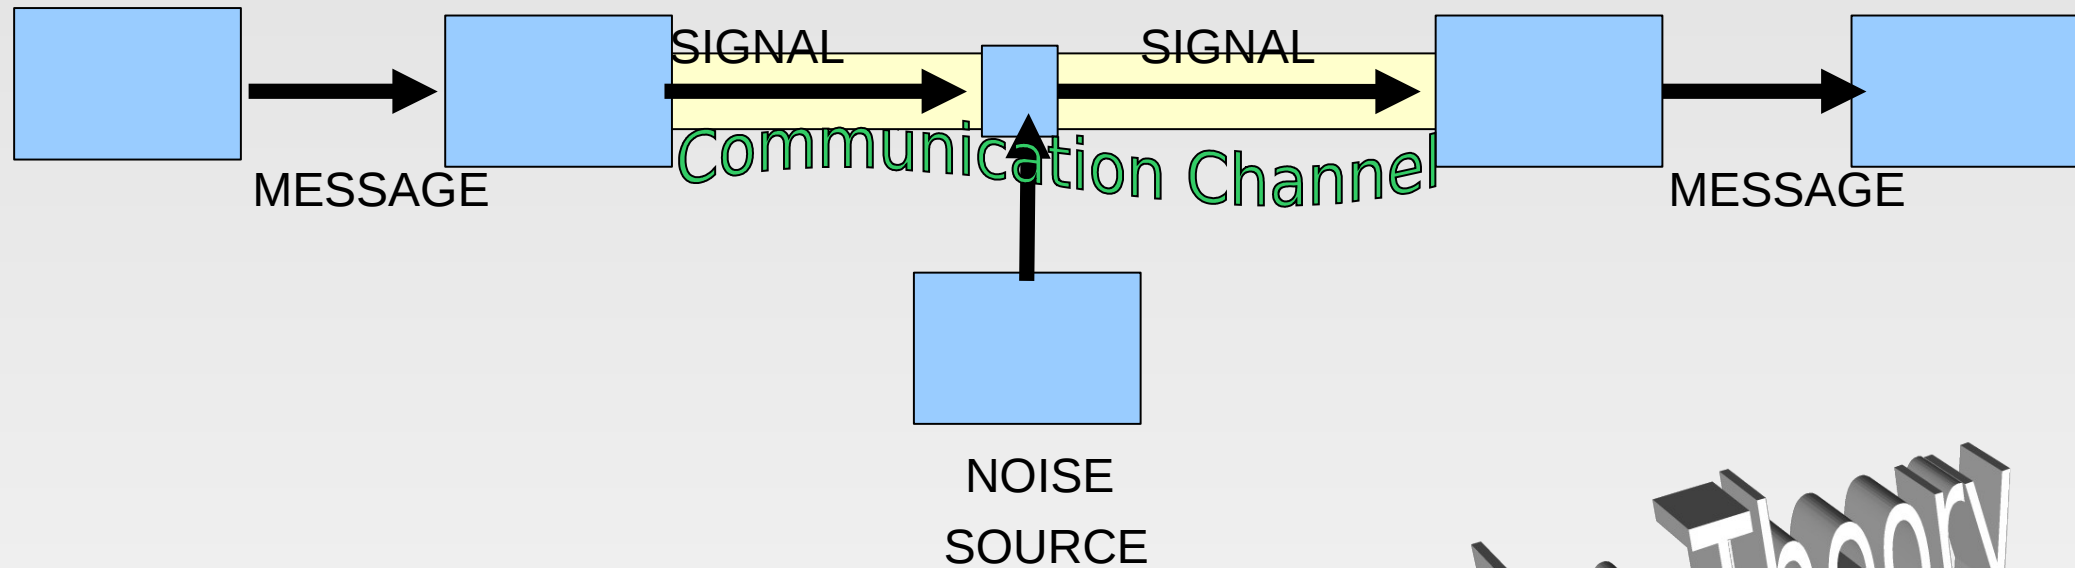 SIGNAL
SIGNAL
Communication Channel
MESSAGE
MESSAGE
NOISE
SOURCE
Theory